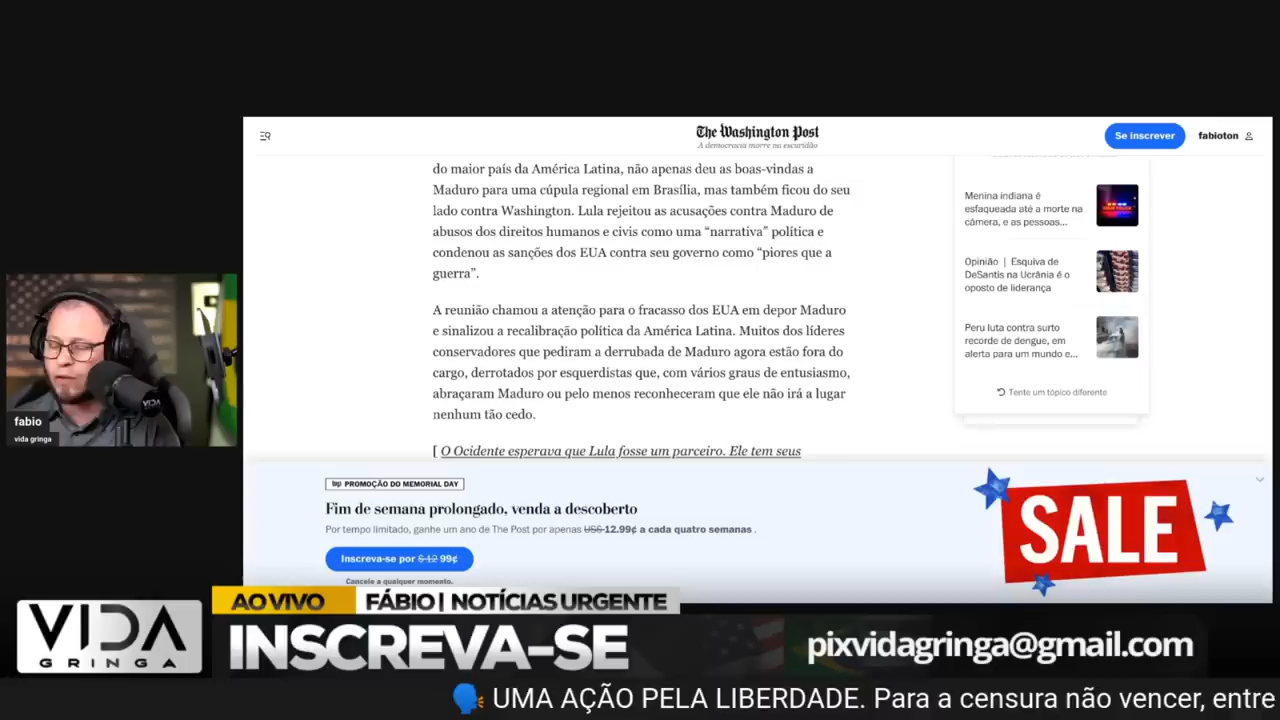 The Washington Post
A democracia morre na escuridão
Se inscrever
fabioton
do maior país da América Latina, não apenas deu as boas-vindas a
Maduro para uma cúpula regional em Brasília, mas também ficou do seu
lado contra Washington. Lula rejeitou as acusações contra Maduro de
abusos dos direitos humanos e civis como uma “narrativa” política e
condenou as sanções dos EUA contra seu governo como “piores que a
guerra”.
A reunião chamou a atenção para o fracasso dos EUA em depor Maduro
e sinalizou a recalibração política da América Latina. Muitos dos líderes
conservadores que pediram a derrubada de Maduro agora estão fora do
cargo, derrotados por esquerdistas que, com vários graus de entusiasmo,
abraçaram Maduro ou pelo menos reconheceram que ele não irá a lugar
nenhum tão cedo.
[ O Ocidente esperava que Lula fosse um parceiro. Ele tem seus
Menina indiana é
esfaqueada até a morte na
câmera, e as pessoas...
Opinião | Esquiva de
DeSantis na Ucrânia é o
oposto de liderança
Peru luta contra surto
recorde de dengue, em
alerta para um mundo e...
Tente um tópico diferente
fabio
vida gringa
wp PROMOÇÃO DO MEMORIAL DAY
Fim de semana prolongado, venda a descoberto
Por tempo limitado, ganhe um ano de The Post por apenas US$ 12.99¢ a cada quatro semanas .
Inscreva-se por $ 12 99¢
Cancele a qualquer momento.
SALE
VIDA
GRINGA
AO VIVO
FÁBIO | NOTÍCIAS URGENTE
INSCREVA-SE
pixvidagringa@gmail.com
UMA AÇÃO PELA LIBERDADE. Para a censura não vencer, entre